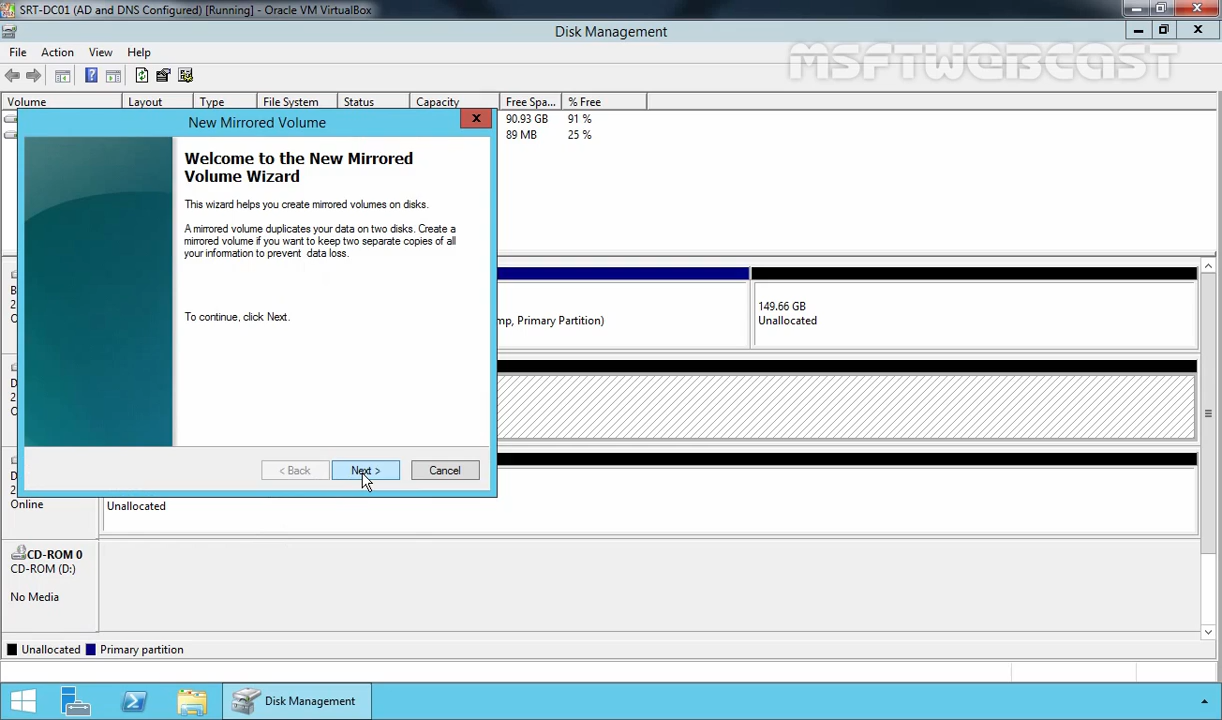 SRT-DC01 (AD and DNS Configured) [Running] - Oracle VM VirtualBox
Disk Management
File Action View Help
MSFTWEBCAST
Volume Layout Type File System Status Capacity Free Spa... % Free
90.93 GB 91 %
89 MB 25 %
New Mirrored Volume
Welcome to the New Mirrored
Volume Wizard
This wizard helps you create mirrored volumes on disks.
A mirrored volume duplicates your data on two disks. Create a
mirrored volume if you want to keep two separate copies of all
your information to prevent data loss.
To continue, click Next.
< Back Next > Cancel
B
2
O
mp, Primary Partition)
149.66 GB
Unallocated
D
2
O
D
2
Online
Unallocated
CD-ROM 0
CD-ROM (D:)
No Media
Unallocated Primary partition
Disk Management